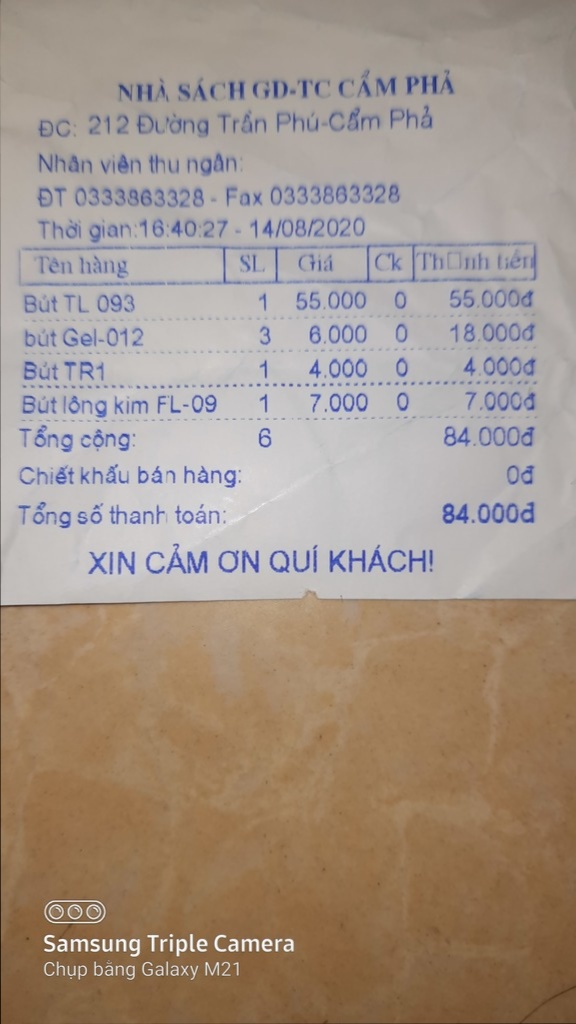 NHÀ SÁCH GD-TC CẨM PHẢ
ĐC: 212 Đường Trần Phú-Cẩm Phả
Nhân viên thu ngân:
ĐT 0333863328 - Fax 0333863328
Thời gian:16:40:27 - 14/08/2020
Tên hàng SL Giá Ck Th□nh tiền
Bút TL 093 1 55.000 0 55.000đ
bút Gel-012 3 6.000 0 18.000đ
Bút TR1 1 4.000 0 4.000đ
Bút lông kim FL-09 1 7.000 0 7.000đ
Tổng cộng: 6 84.000đ
Chiết khấu bán hàng: 0đ
Tổng số thanh toán: 84.000đ
XIN CẢM ƠN QUÍ KHÁCH!
Samsung Triple Camera
Chụp bằng Galaxy M21